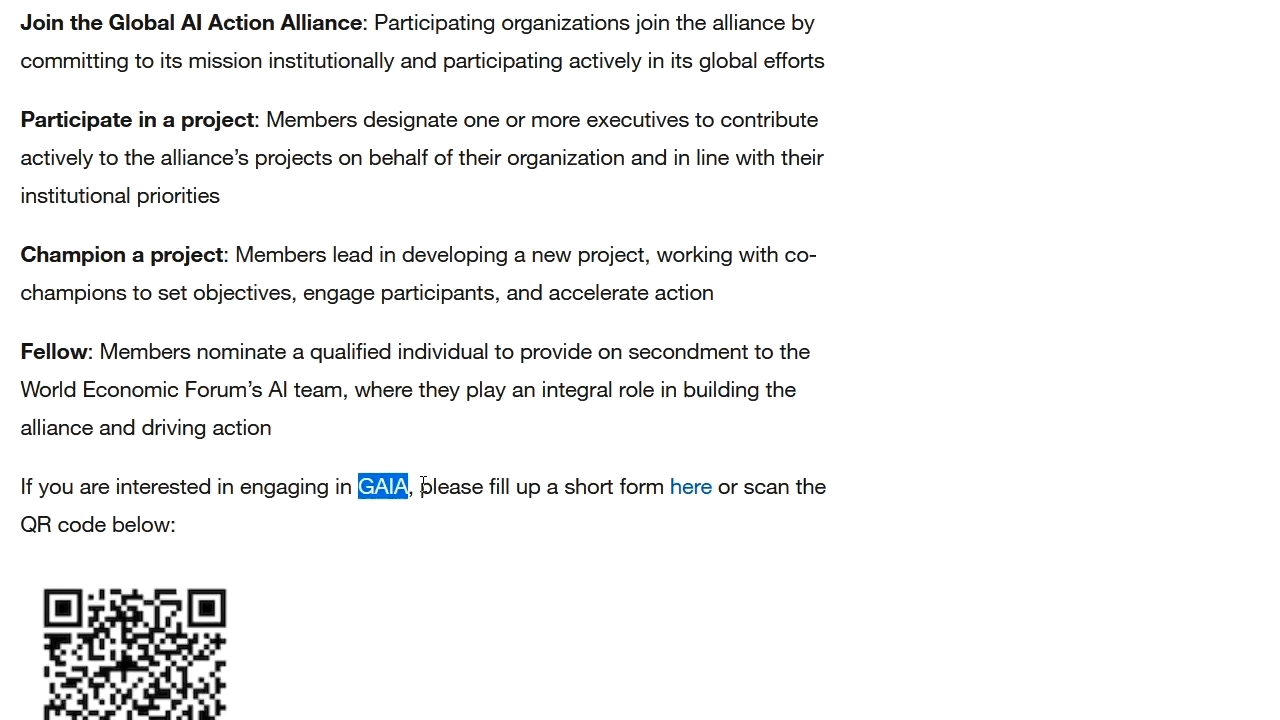 Join the Global AI Action Alliance: Participating organizations join the alliance by
committing to its mission institutionally and participating actively in its global efforts
Participate in a project: Members designate one or more executives to contribute
actively to the alliance’s projects on behalf of their organization and in line with their
institutional priorities
Champion a project: Members lead in developing a new project, working with co-
champions to set objectives, engage participants, and accelerate action
Fellow: Members nominate a qualified individual to provide on secondment to the
World Economic Forum’s AI team, where they play an integral role in building the
alliance and driving action
If you are interested in engaging in GAIA, please fill up a short form here or scan the
QR code below: